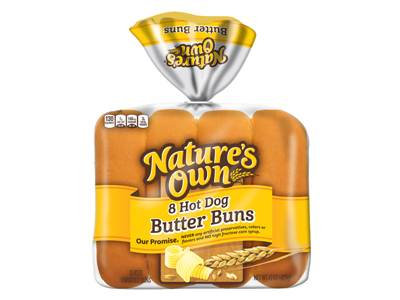 Butter Buns
Nature's
Own
130
Nature's
Own
8 Hot Dog
Butter Buns
Our Promise. NEVER any artificial preservatives, colors or
flavors and NO high fructose corn syrup.